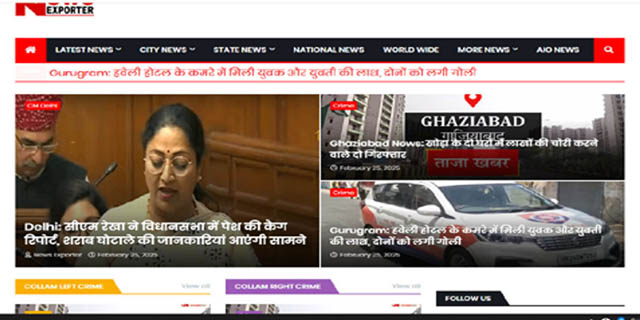 EXPORTER
LATEST NEWS CITY NEWS STATE NEWS NATIONAL NEWS WORLD WIDE MORE NEWS AIO NEWS
Gurugram: हवेली होटल के कमरे में मिली युवक और युवती की लाश, दोनों को लगी गोली
CM Delhi
Delhi: सीएम रेखा ने विधानसभा में पेश की कैग
रिपोर्ट, शराब घोटाले की जानकारियां आएंगी सामने
News Exporter February 25, 2025
Crime
GHAZIABAD
गाज़ियाबाद
ताजा खबर
Ghaziabad News: खोड़ा के दो घरों में लाखों की चोरी करने
वाले दो गिरफ्तार
February 25, 2025
Crime
Gurugram: हवेली होटल के कमरे में मिली युवक और युवती
की लाश, दोनों को लगी गोली
February 25, 2025
COLLAM LEFT CRIME View all
COLLAM RIGHT CRIME View all
FOLLOW US